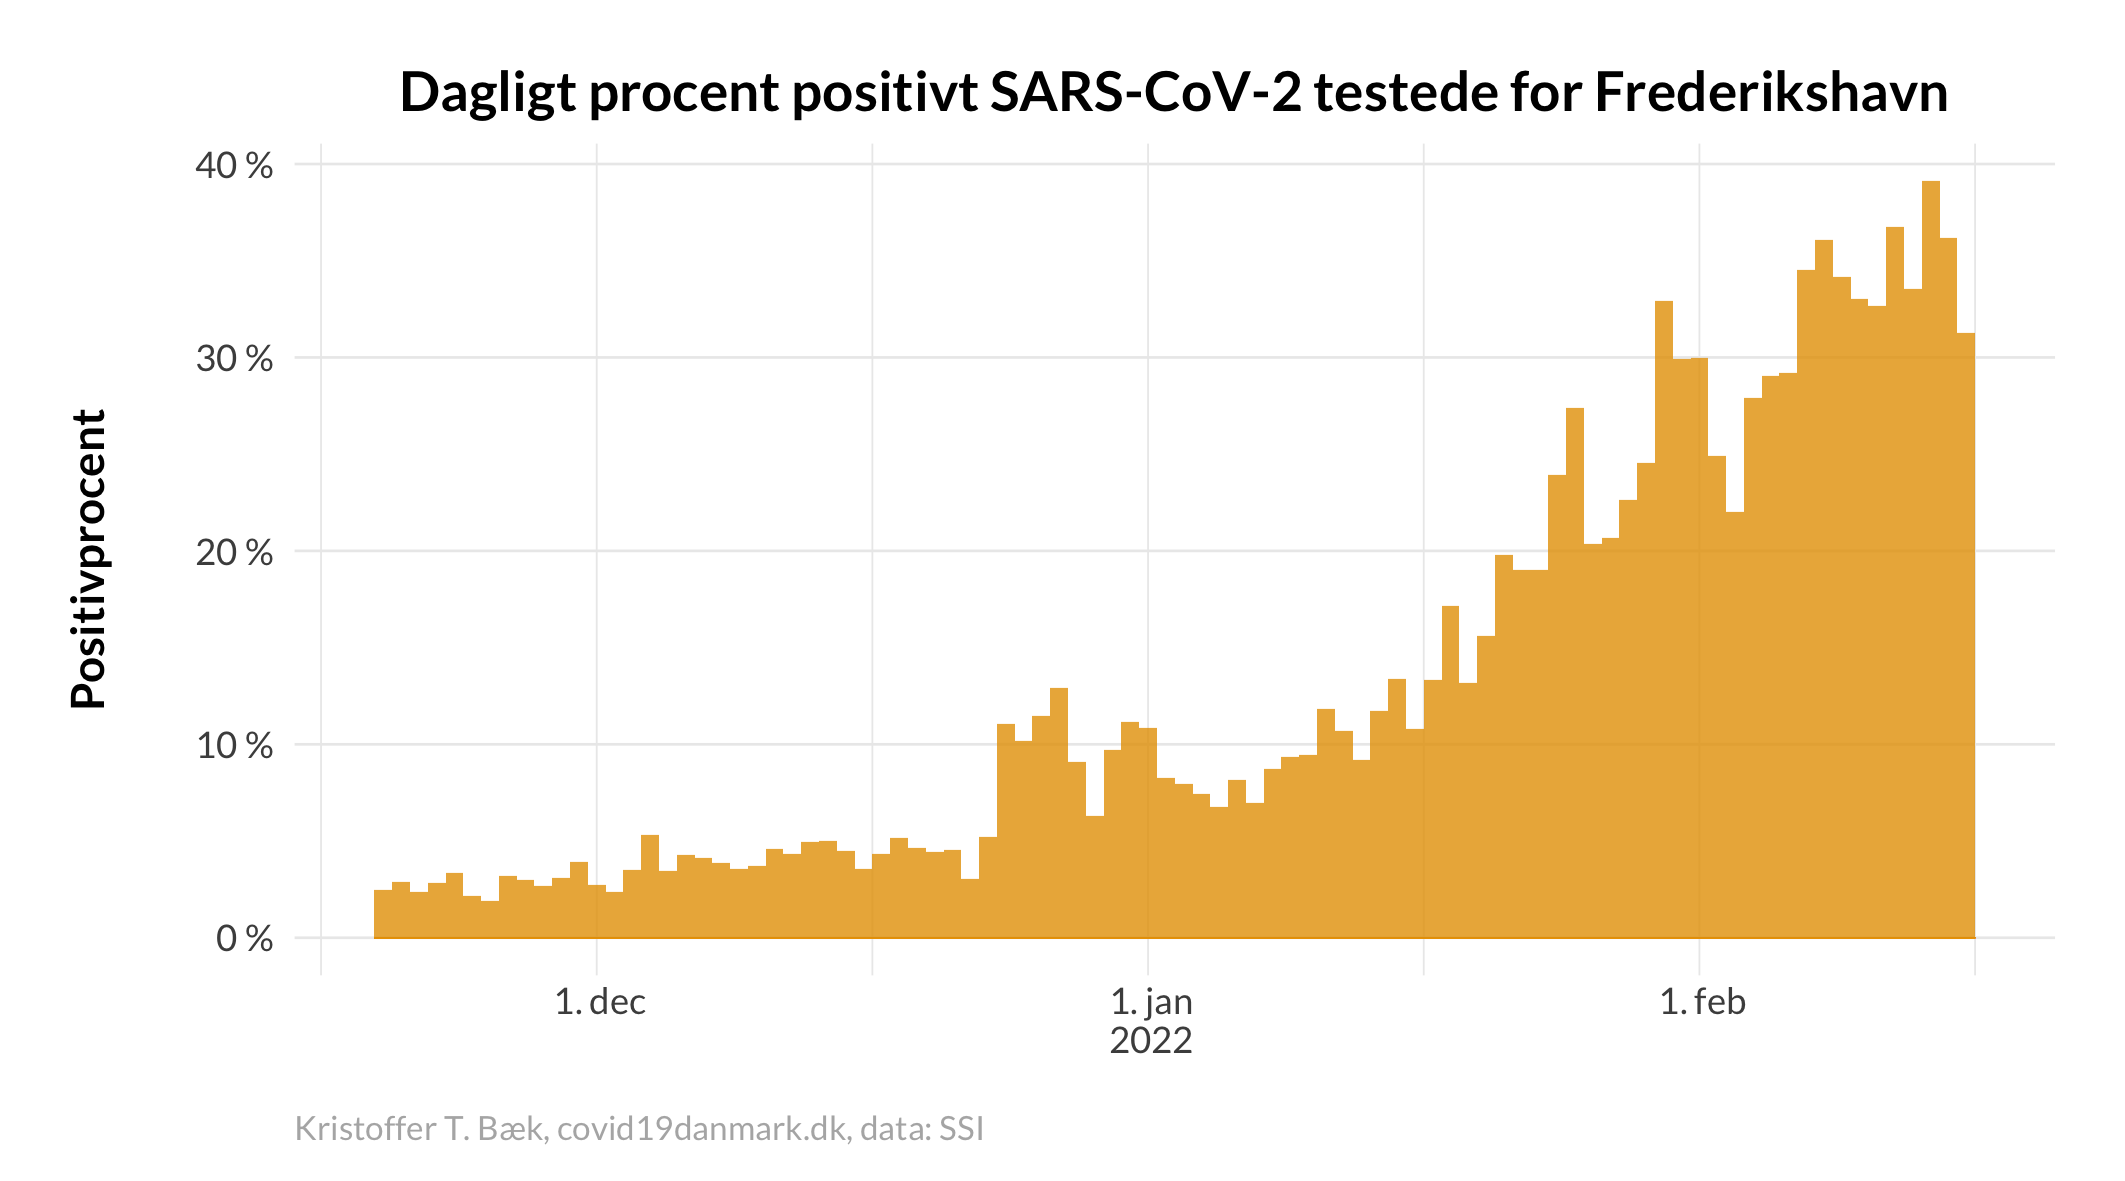 Dagligt procent positivt SARS-CoV-2 testede for Frederikshavn
Positivprocent
40 %
30 %
20 %
10 %
0 %
1. dec
1. jan
2022
1. feb
Kristoffer T. Bæk, covid19danmark.dk, data: SSI